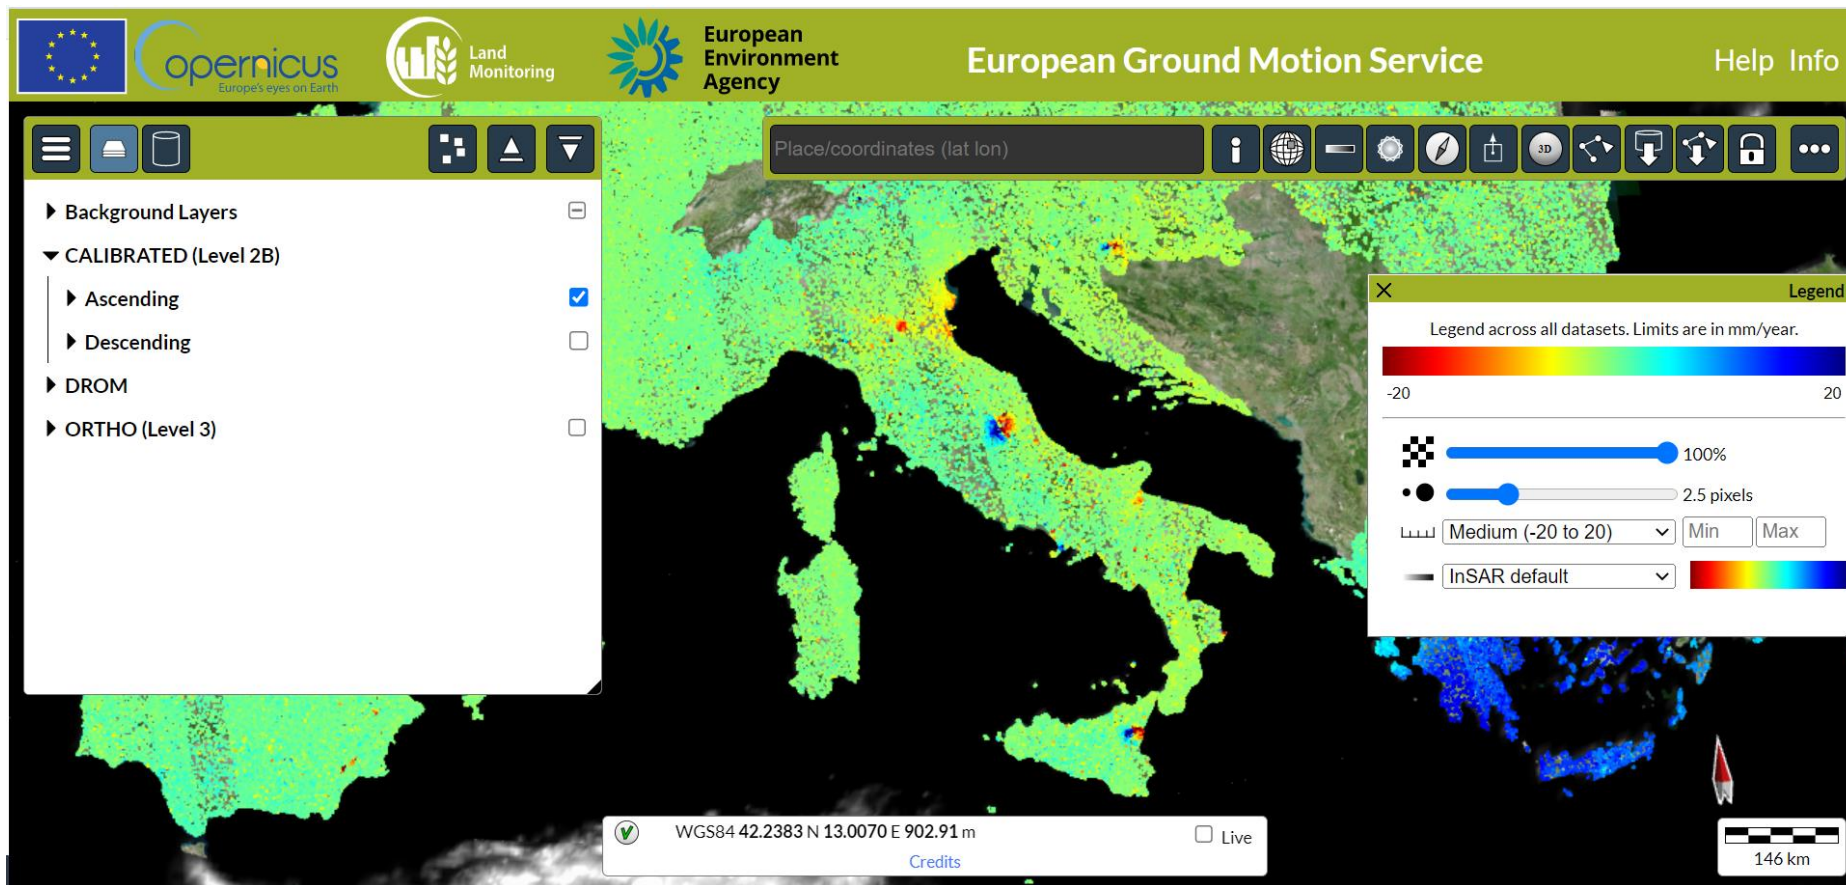 Copernicus
Europe's eyes on Earth
Land
Monitoring
European
Environment
Agency
European Ground Motion Service
Help Info
Place/coordinates (lat lon)
3D
Background Layers
CALIBRATED (Level 2B)
Ascending
Descending
DROM
ORTHO (Level 3)
Legend
Legend across all datasets. Limits are in mm/year.
-20 20
100%
2.5 pixels
Medium (-20 to 20) Min Max
InSAR default
WGS84 42.2383 N 13.0070 E 902.91 m
Live
Credits
146 km